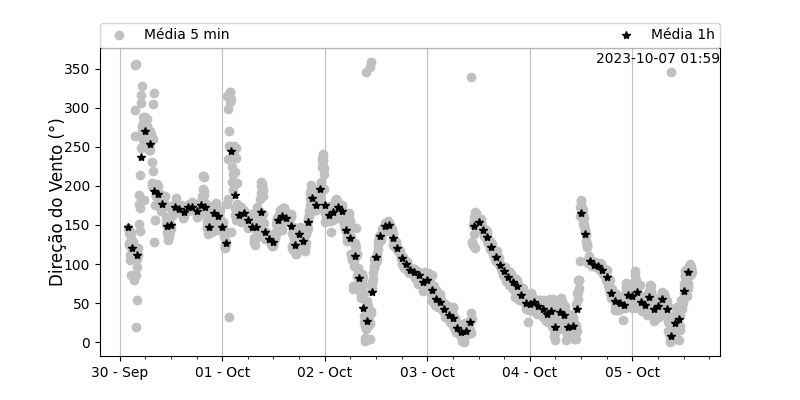 Média 5 min
Média 1h
2023-10-07 01:59
Direção do Vento (°)
350
300
250
200
150
100
50
0
30 - Sep
01 - Oct
02 - Oct
03 - Oct
04 - Oct
05 - Oct